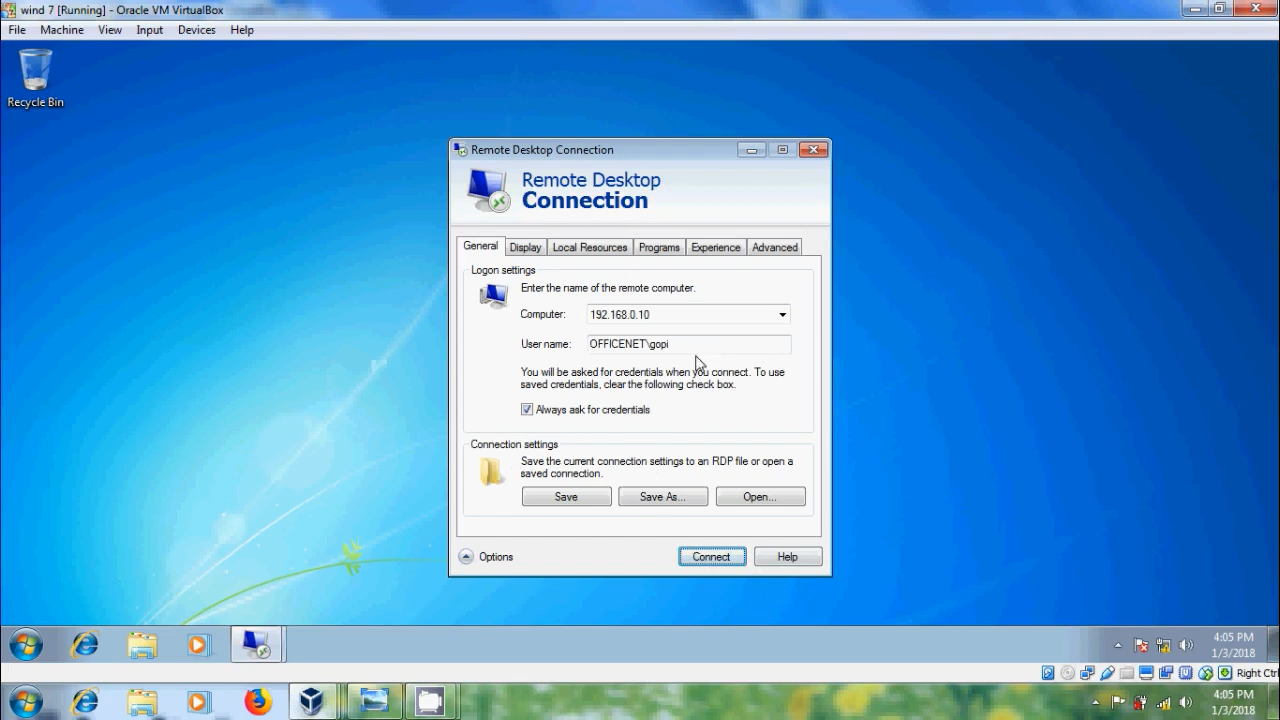 wind 7 [Running] - Oracle VM VirtualBox
File Machine View Input Devices Help
Recycle Bin
Remote Desktop Connection
Remote Desktop
Connection
General Display Local Resources Programs Experience Advanced
Logon settings
Enter the name of the remote computer.
Computer: 192.168.0.10
User name: OFFICENET\gopi
You will be asked for credentials when you connect. To use
saved credentials, clear the following check box.
Always ask for credentials
Connection settings
Save the current connection settings to an RDP file or open a
saved connection.
Save Save As... Open...
Options Connect Help
4:05 PM
1/3/2018
Right Ctrl
4:05 PM
1/3/2018